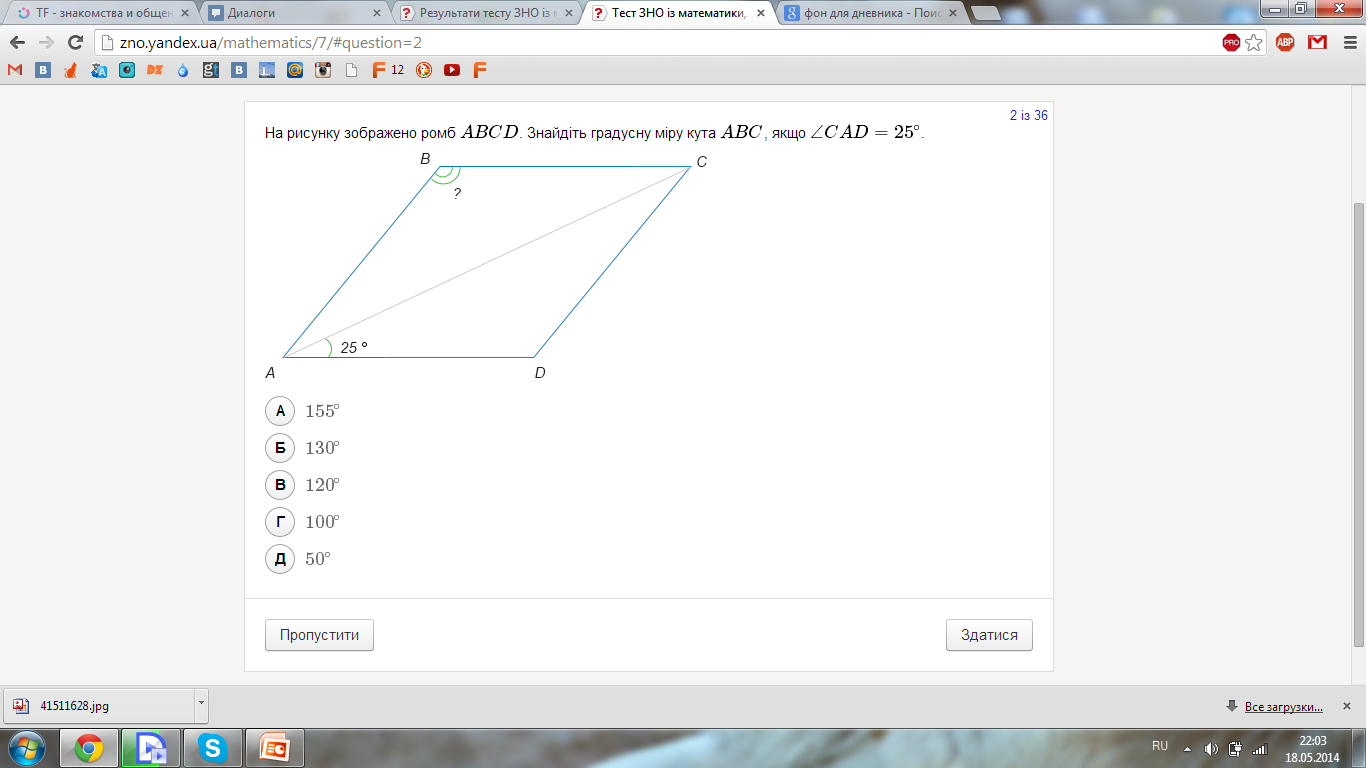 TF - знакомства и общен
Диалоги
Результати тесту ЗНО із м
Тест ЗНО із математики,
фон для дневника - Поис
zno.yandex.ua/mathematics/7/#question=2
PRO
ABP
12
2 із 36
На рисунку зображено ромб ABCD. Знайдіть градусну міру кута ABC, якщо ∠CAD = 25°.
B
C
?
25 °
A
D
А 155°
Б 130°
В 120°
Г 100°
Д 50°
Пропустити
Здатися
41511628.jpg
Все загрузки...
RU
22:03
18.05.2014